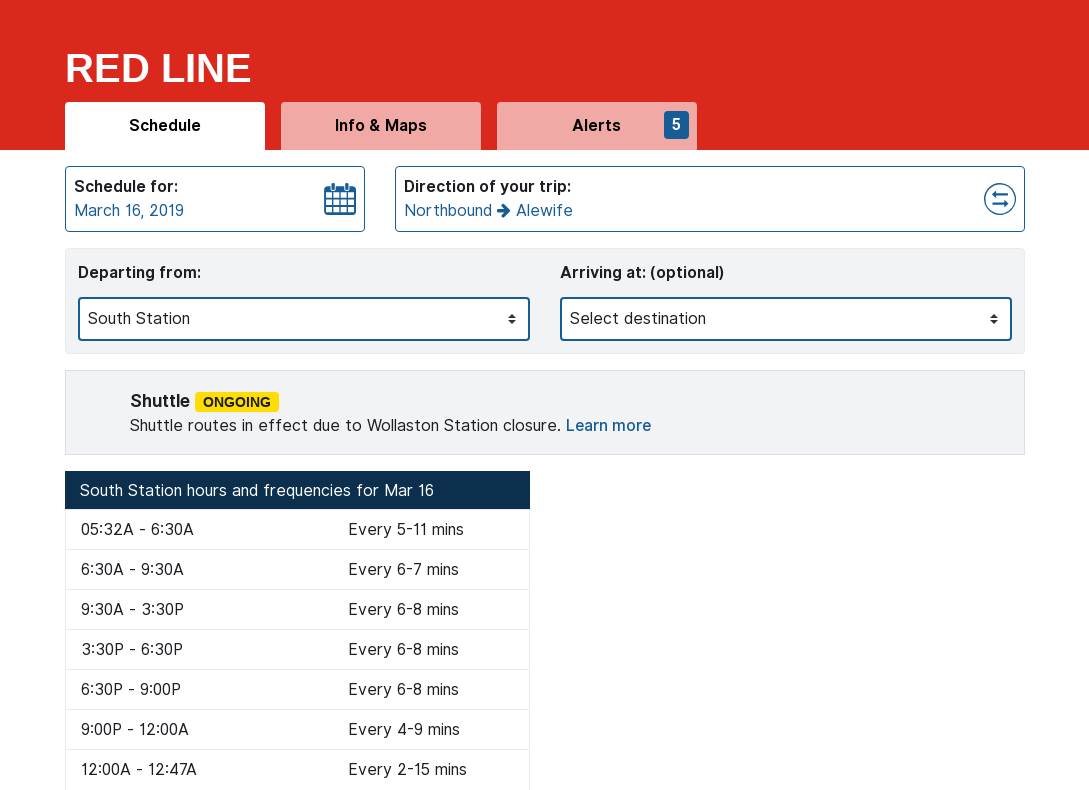 RED LINE
Schedule
Info & Maps
Alerts 5
Schedule for:
March 16, 2019
Direction of your trip:
Northbound → Alewife
Departing from:
South Station
Arriving at: (optional)
Select destination
Shuttle ONGOING
Shuttle routes in effect due to Wollaston Station closure. Learn more
South Station hours and frequencies for Mar 16
05:32A - 6:30A Every 5-11 mins
6:30A - 9:30A Every 6-7 mins
9:30A - 3:30P Every 6-8 mins
3:30P - 6:30P Every 6-8 mins
6:30P - 9:00P Every 6-8 mins
9:00P - 12:00A Every 4-9 mins
12:00A - 12:47A Every 2-15 mins